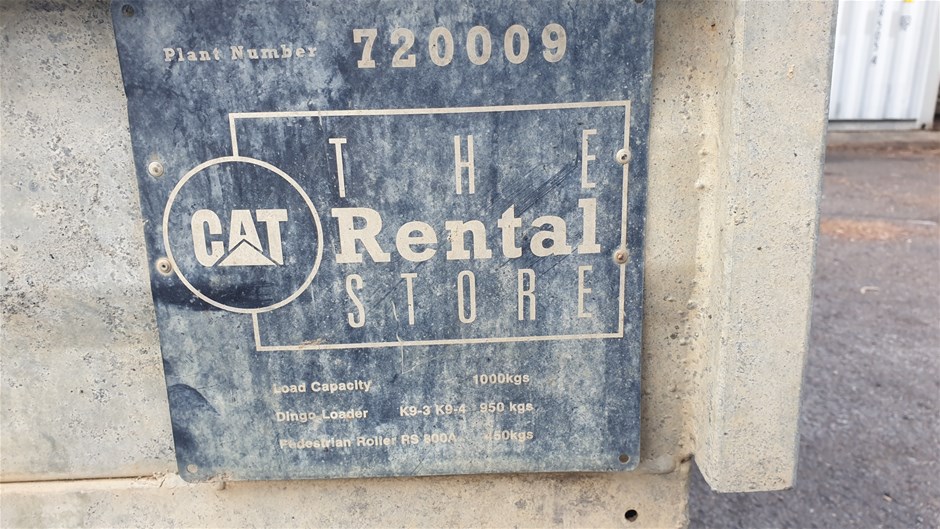 Plant Number 720009
THE
CAT Rental
STORE
Load Capacity 1000kgs
Dingo Loader K9-3 K9-4 950 kgs
Pedestrian Roller RS 800A 450kgs